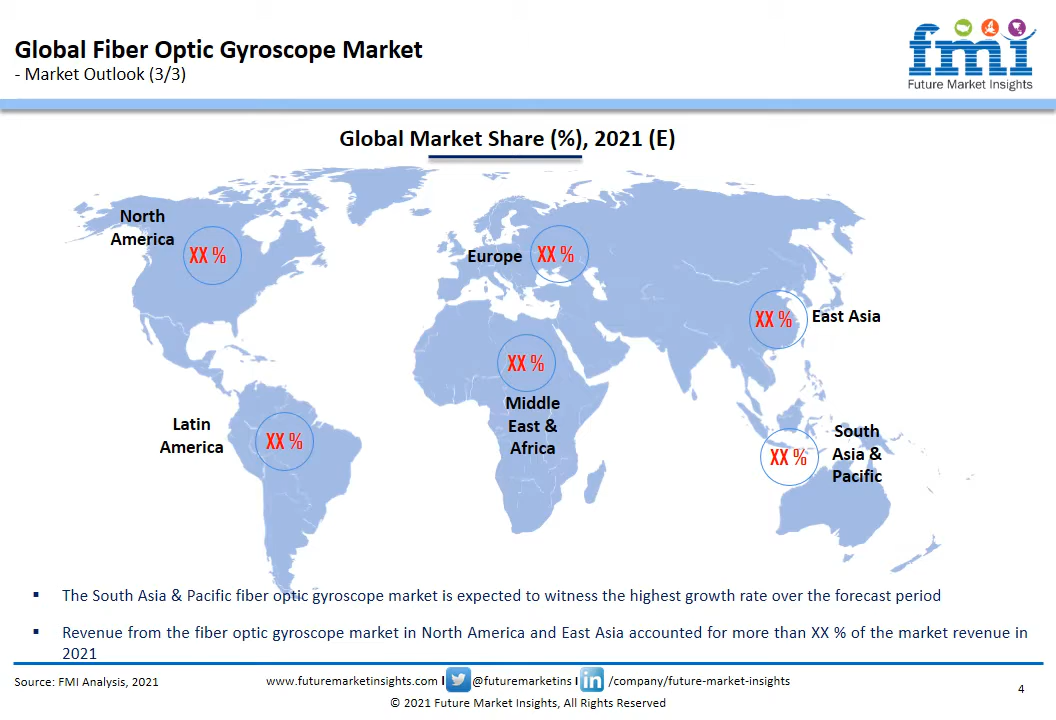 Global Fiber Optic Gyroscope Market
- Market Outlook (3/3)
fmi
Future Market Insights
Global Market Share (%), 2021 (E)
North
America
XX %
Europe
XX %
XX %
East Asia
XX %
Middle
East &
Africa
Latin
America
XX %
South
Asia &
Pacific
XX %
▪ The South Asia & Pacific fiber optic gyroscope market is expected to witness the highest growth rate over the forecast period
▪ Revenue from the fiber optic gyroscope market in North America and East Asia accounted for more than XX % of the market revenue in
2021
Source: FMI Analysis, 2021
www.futuremarketinsights.com I @futuremarketins I in /company/future-market-insights
4
© 2021 Future Market Insights, All Rights Reserved